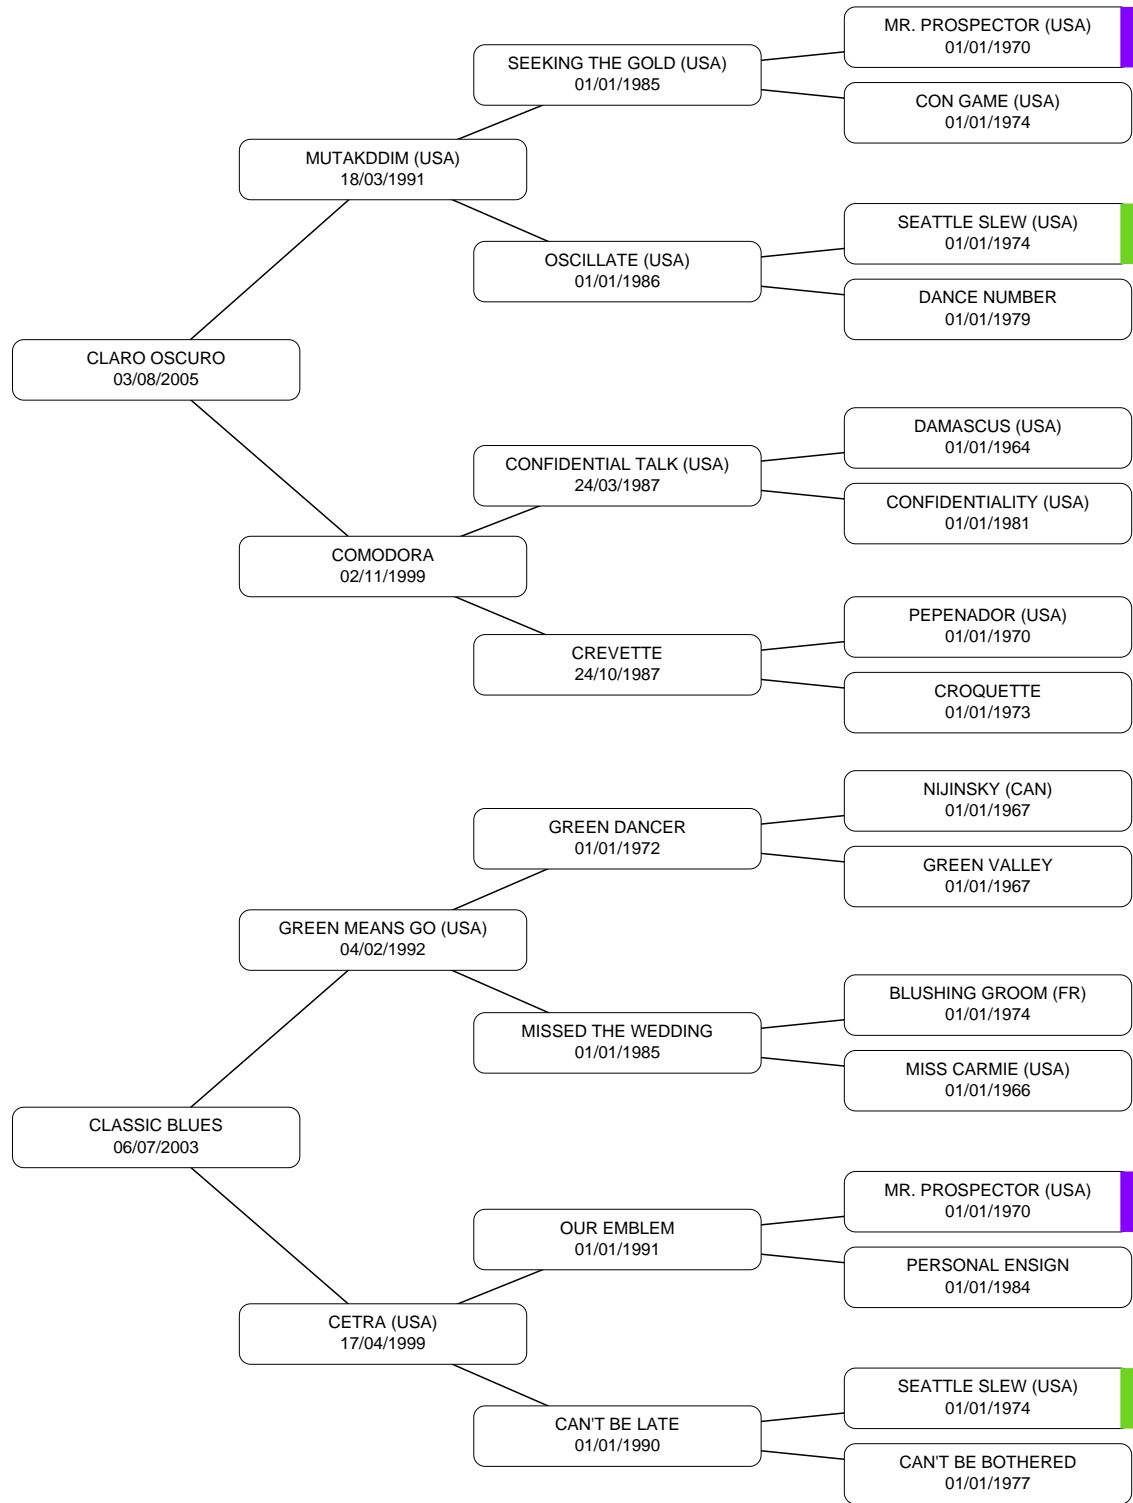 MR. PROSPECTOR (USA)
01/01/1970
SEEKING THE GOLD (USA)
01/01/1985
CON GAME (USA)
01/01/1974
MUTAKDDIM (USA)
18/03/1991
SEATTLE SLEW (USA)
01/01/1974
OSCILLATE (USA)
01/01/1986
DANCE NUMBER
01/01/1979
CLARO OSCURO
03/08/2005
DAMASCUS (USA)
01/01/1964
CONFIDENTIAL TALK (USA)
24/03/1987
CONFIDENTIALITY (USA)
01/01/1981
COMODORA
02/11/1999
PEPENADOR (USA)
01/01/1970
CREVETTE
24/10/1987
CROQUETTE
01/01/1973
NIJINSKY (CAN)
01/01/1967
GREEN DANCER
01/01/1972
GREEN VALLEY
01/01/1967
GREEN MEANS GO (USA)
04/02/1992
BLUSHING GROOM (FR)
01/01/1974
MISSED THE WEDDING
01/01/1985
MISS CARMIE (USA)
01/01/1966
CLASSIC BLUES
06/07/2003
MR. PROSPECTOR (USA)
01/01/1970
OUR EMBLEM
01/01/1991
PERSONAL ENSIGN
01/01/1984
CETRA (USA)
17/04/1999
SEATTLE SLEW (USA)
01/01/1974
CAN'T BE LATE
01/01/1990
CAN'T BE BOTHERED
01/01/1977